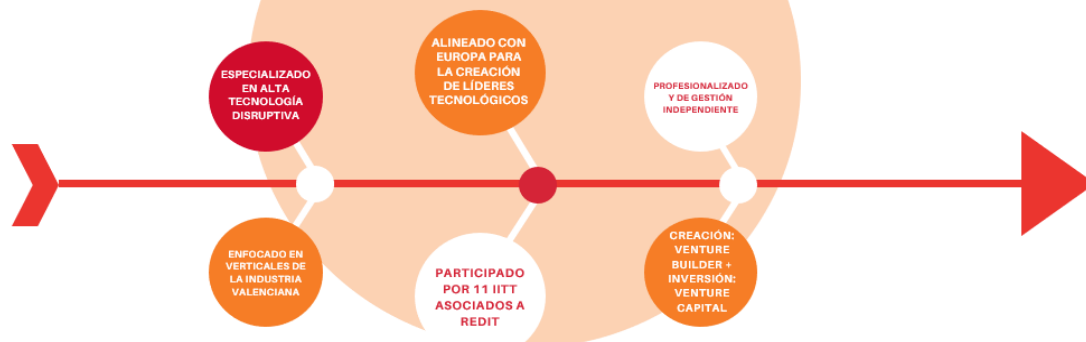 ESPECIALIZADO
EN ALTA
TECNOLOGÍA
DISRUPTIVA
ALINEADO CON
EUROPA PARA
LA CREACIÓN
DE LÍDERES
TECNOLÓGICOS
PROFESIONALIZADO
Y DE GESTIÓN
INDEPENDIENTE
ENFOCADO EN
VERTICALES DE
LA INDUSTRIA
VALENCIANA
PARTICIPADO
POR 11 IITT
ASOCIADOS A
REDIT
CREACIÓN:
VENTURE
BUILDER +
INVERSIÓN:
VENTURE
CAPITAL